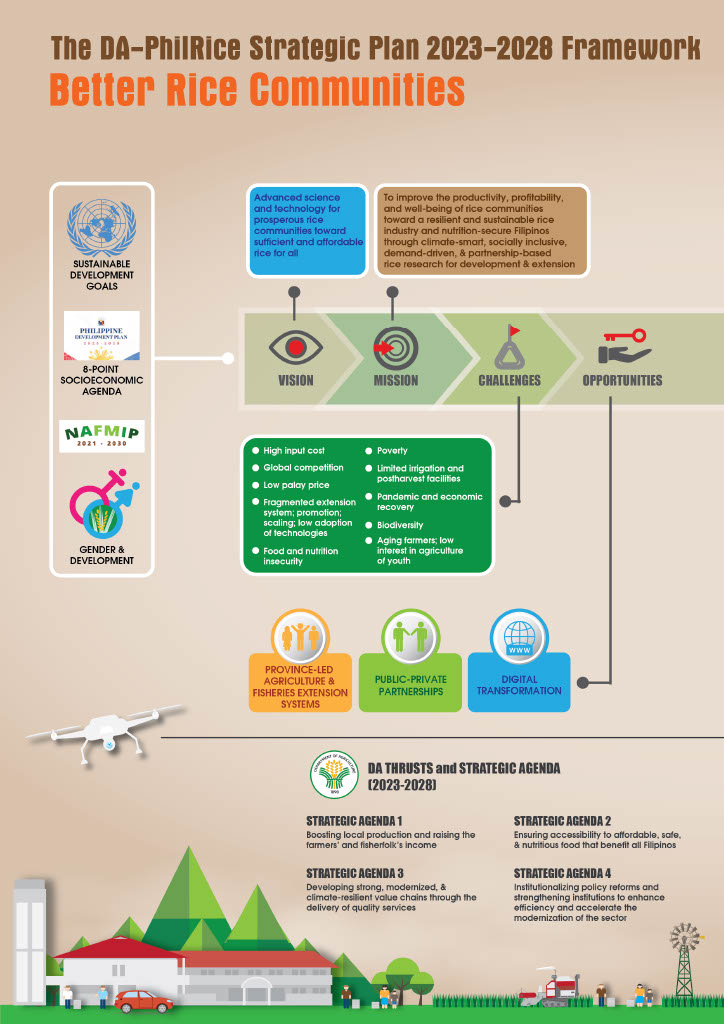 The DA-PhilRice Strategic Plan 2023-2028 Framework
Better Rice Communities
SUSTAINABLE
DEVELOPMENT
GOALS
PHILIPPINE
DEVELOPMENT PLAN
2023-2028
8-POINT
SOCIOECONOMIC
AGENDA
NAFMIP
2021 - 2030
GENDER &
DEVELOPMENT
Advanced science
and technology for
prosperous rice
communities toward
sufficient and affordable
rice for all
To improve the productivity, profitability,
and well-being of rice communities
toward a resilient and sustainable rice
industry and nutrition-secure Filipinos
through climate-smart, socially inclusive,
demand-driven, & partnership-based
rice research for development & extension
VISION
MISSION
CHALLENGES
OPPORTUNITIES
High input cost
Global competition
Low palay price
Fragmented extension
system; promotion;
scaling; low adoption
of technologies
Food and nutrition
insecurity
Poverty
Limited irrigation and
postharvest facilities
Pandemic and economic
recovery
Biodiversity
Aging farmers; low
interest in agriculture
of youth
PROVINCE-LED
AGRICULTURE &
FISHERIES EXTENSION
SYSTEMS
PUBLIC-PRIVATE
PARTNERSHIPS
WWW
DIGITAL
TRANSFORMATION
DEPARTMENT OF AGRICULTURE
1898
DA THRUSTS and STRATEGIC AGENDA
(2023-2028)
STRATEGIC AGENDA 1
Boosting local production and raising the
farmers' and fisherfolk's income
STRATEGIC AGENDA 2
Ensuring accessibility to affordable, safe,
& nutritious food that benefit all Filipinos
STRATEGIC AGENDA 3
Developing strong, modernized, &
climate-resilient value chains through the
delivery of quality services
STRATEGIC AGENDA 4
Institutionalizing policy reforms and
strengthening institutions to enhance
efficiency and accelerate the
modernization of the sector